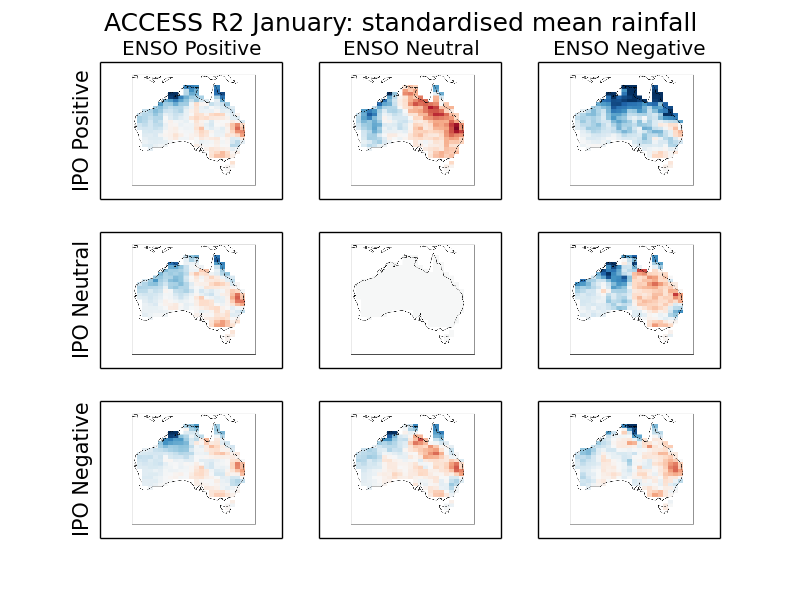 ACCESS R2 January: standardised mean rainfall
ENSO Positive
ENSO Neutral
ENSO Negative
IPO Positive
IPO Neutral
IPO Negative